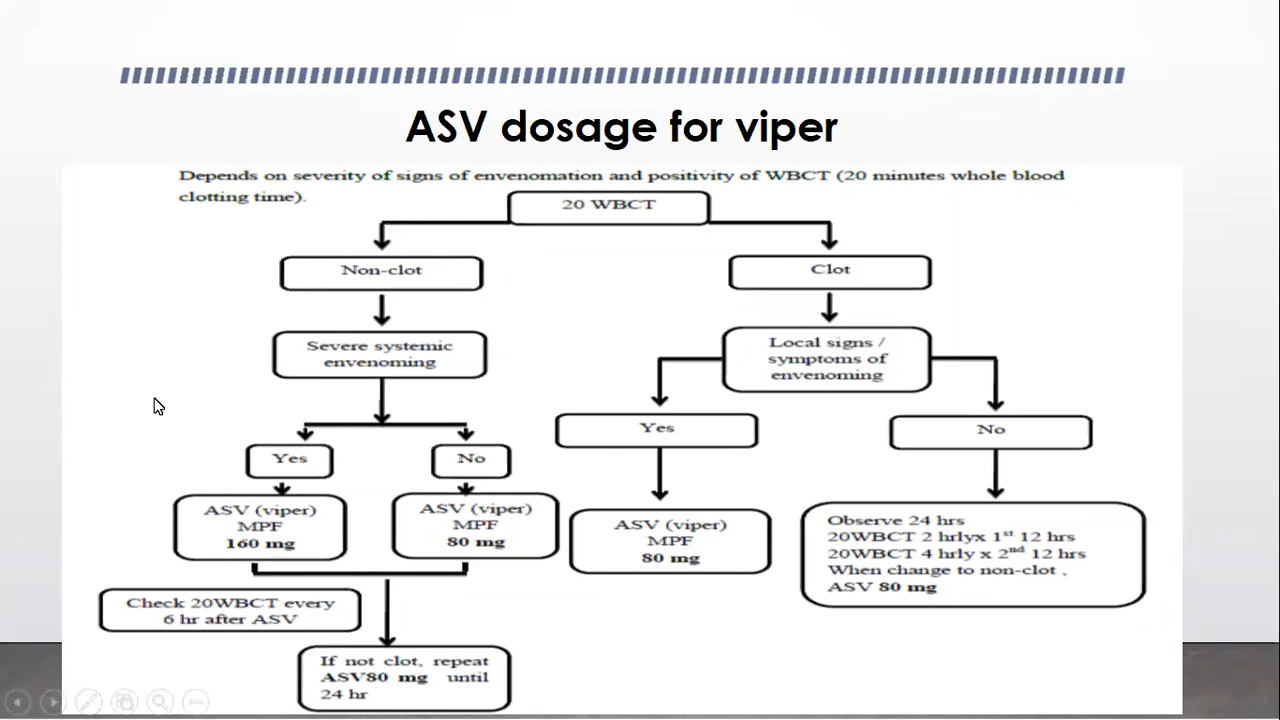 ASV dosage for viper
Depends on severity of signs of envenomation and positivity of WBCT (20 minutes whole blood
clotting time).
20 WBCT
Non-clot
Clot
Severe systemic
envenoming
Local signs /
symptoms of
envenoming
Yes
No
Yes
No
ASV (viper)
MPF
160 mg
ASV (viper)
MPF
80 mg
ASV (viper)
MPF
80 mg
Observe 24 hrs
20WBCT 2 hrlyx 1st 12 hrs
20WBCT 4 hrly x 2nd 12 hrs
When change to non-clot ,
ASV 80 mg
Check 20WBCT every
6 hr after ASV
If not clot, repeat
ASV80 mg until
24 hr